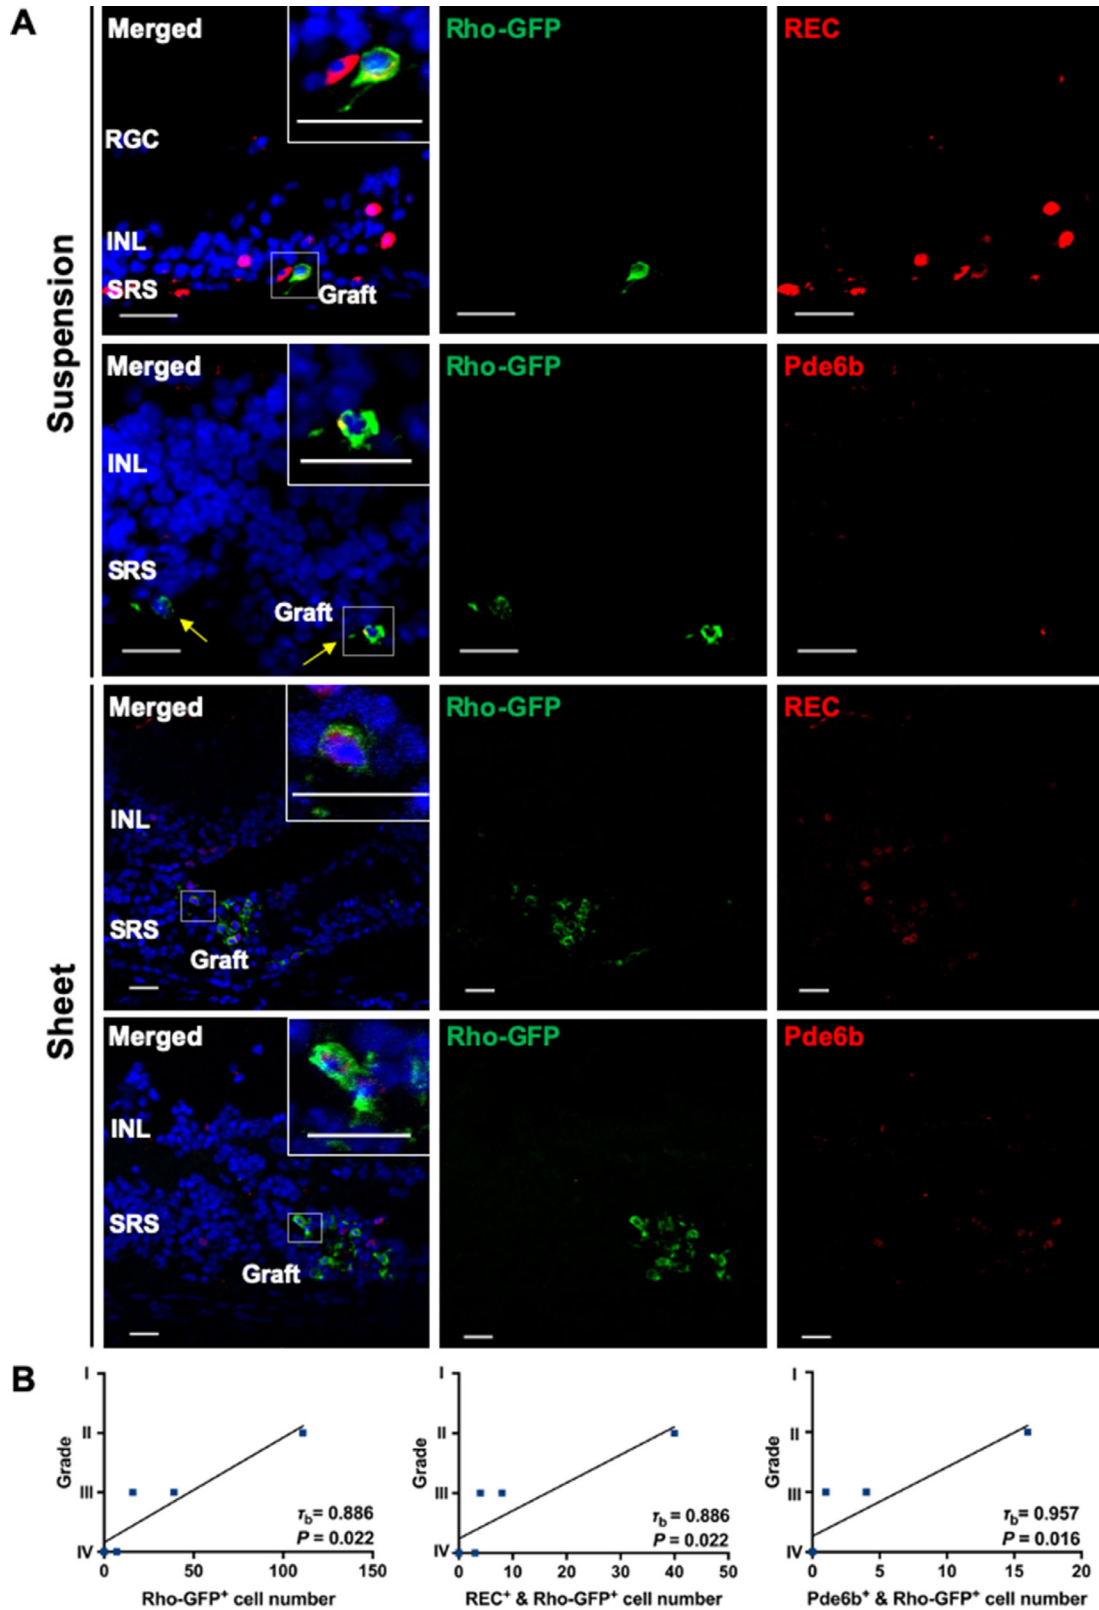 A
Suspension
Merged
RGC
INL
SRS
Graft
Rho-GFP
REC
Merged
INL
SRS
Graft
Rho-GFP
Pde6b
Sheet
Merged
INL
SRS
Graft
Rho-GFP
REC
Merged
INL
SRS
Graft
Rho-GFP
Pde6b
B
Grade
I
II
III
IV
τb = 0.886
P = 0.022
0 50 100 150
Rho-GFP⁺ cell number
Grade
I
II
III
IV
τb = 0.886
P = 0.022
0 10 20 30 40 50
REC⁺ & Rho-GFP⁺ cell number
Grade
I
II
III
IV
τb = 0.957
P = 0.016
0 5 10 15 20
Pde6b⁺ & Rho-GFP⁺ cell number